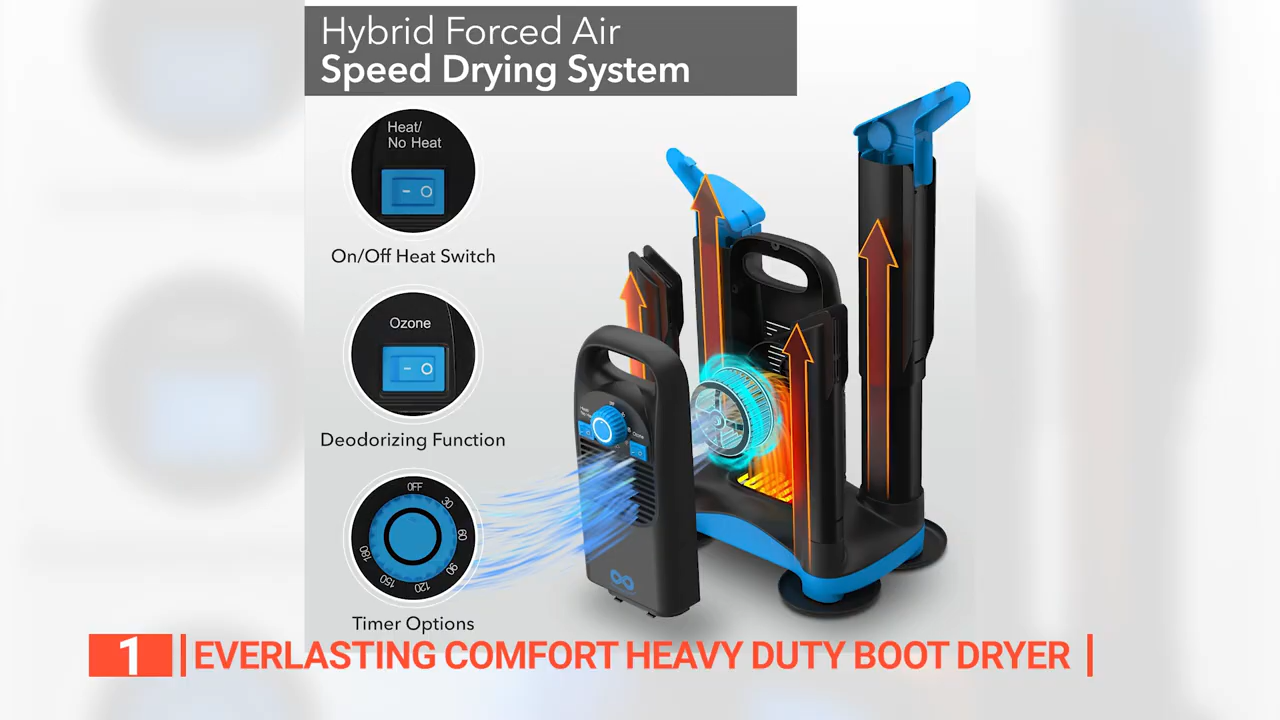 Hybrid Forced Air
Speed Drying System
Heat/
No Heat
On/Off Heat Switch
Ozone
Deodorizing Function
OFF
30
60
90
120
150
180
Timer Options
Ozone
1 EVERLASTING COMFORT HEAVY DUTY BOOT DRYER